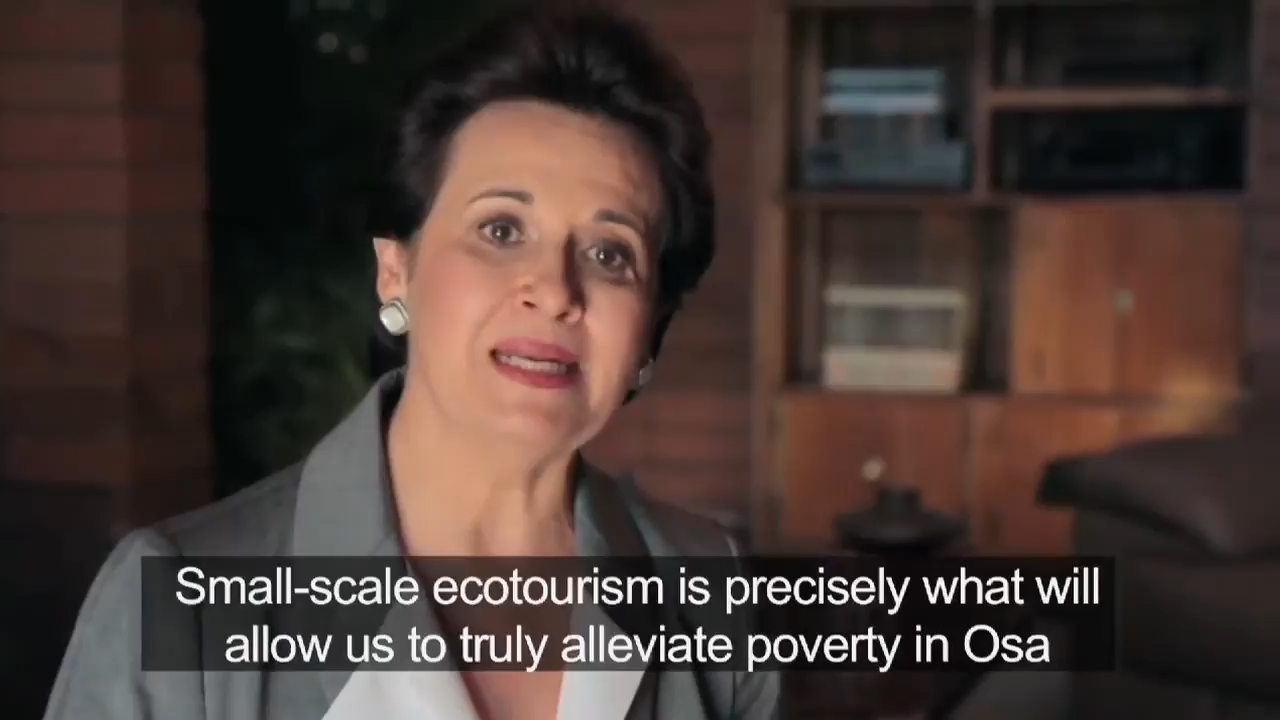 Small-scale ecotourism is precisely what will
allow us to truly alleviate poverty in Osa